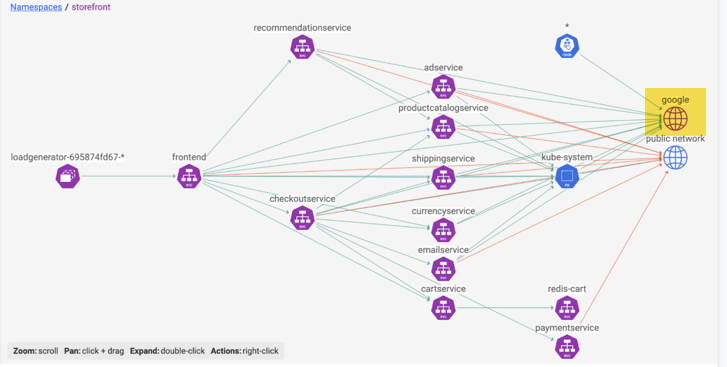 Namespaces / storefront
recommendationservice
*
adservice
google
productcatalogservice
public network
loadgenerator-695874fd67-*
frontend
shippingservice
kube-system
checkoutservice
currencyservice
emailservice
cartservice
redis-cart
paymentservice
Zoom: scroll Pan: click + drag Expand: double-click Actions: right-click